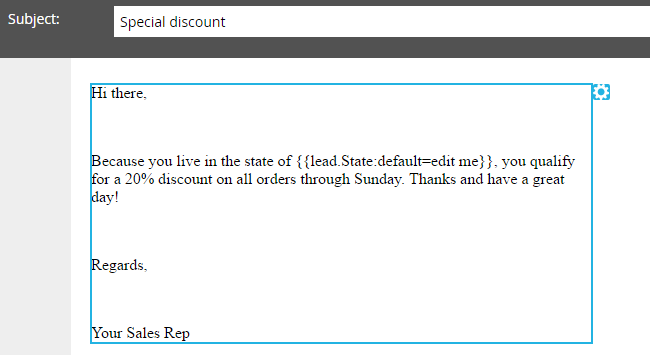 Subject:
Special discount
Hi there,
Because you live in the state of {{lead.State:default=edit me}}, you qualify
for a 20% discount on all orders through Sunday. Thanks and have a great
day!
Regards,
Your Sales Rep